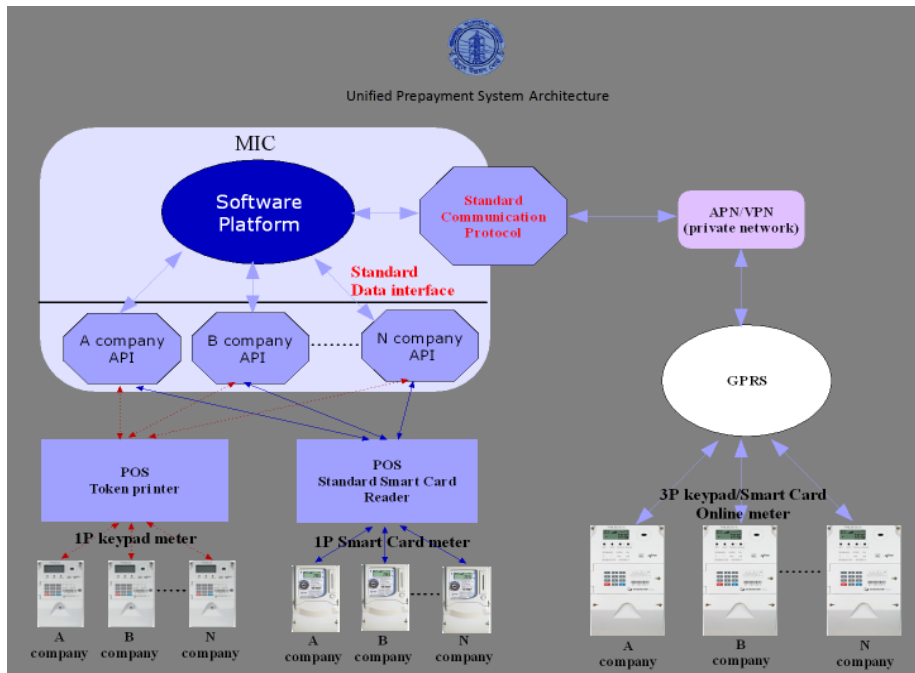 Unified Prepayment System Architecture
MIC
Software
Platform
Standard
Communication
Protocol
APN/VPN
(private network)
Standard
Data interface
A company
API
B company
API
N company
API
GPRS
POS
Token printer
POS
Standard Smart Card
Reader
3P keypad/Smart Card
Online meter
1P keypad meter
1P Smart Card meter
A
company
B
company
N
company
A
company
B
company
N
company
A
company
B
company
N
company